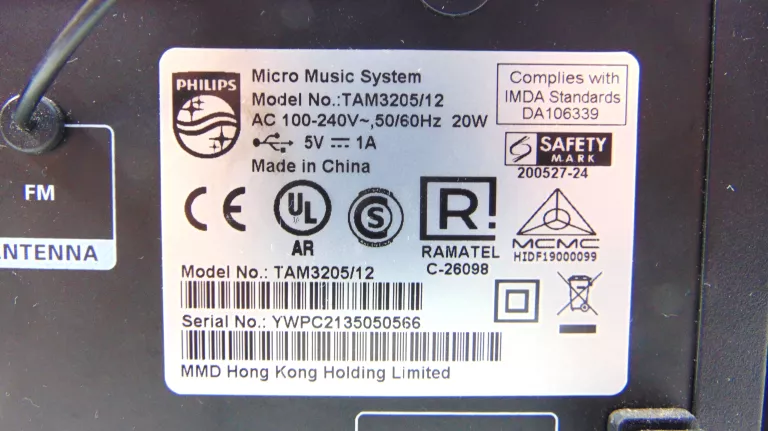 PHILIPS
Micro Music System
Model No.:TAM3205/12
AC 100-240V~,50/60Hz 20W
5V 1A
Made in China
Complies with
IMDA Standards
DA106339
SAFETY
MARK
200527-24
CE
UL
AR
S
R!
RAMATEL
C-26098
MCMC
HIDF19000099
Model No.: TAM3205/12
Serial No.: YWPC2135050566
MMD Hong Kong Holding Limited
FM
NTENNA